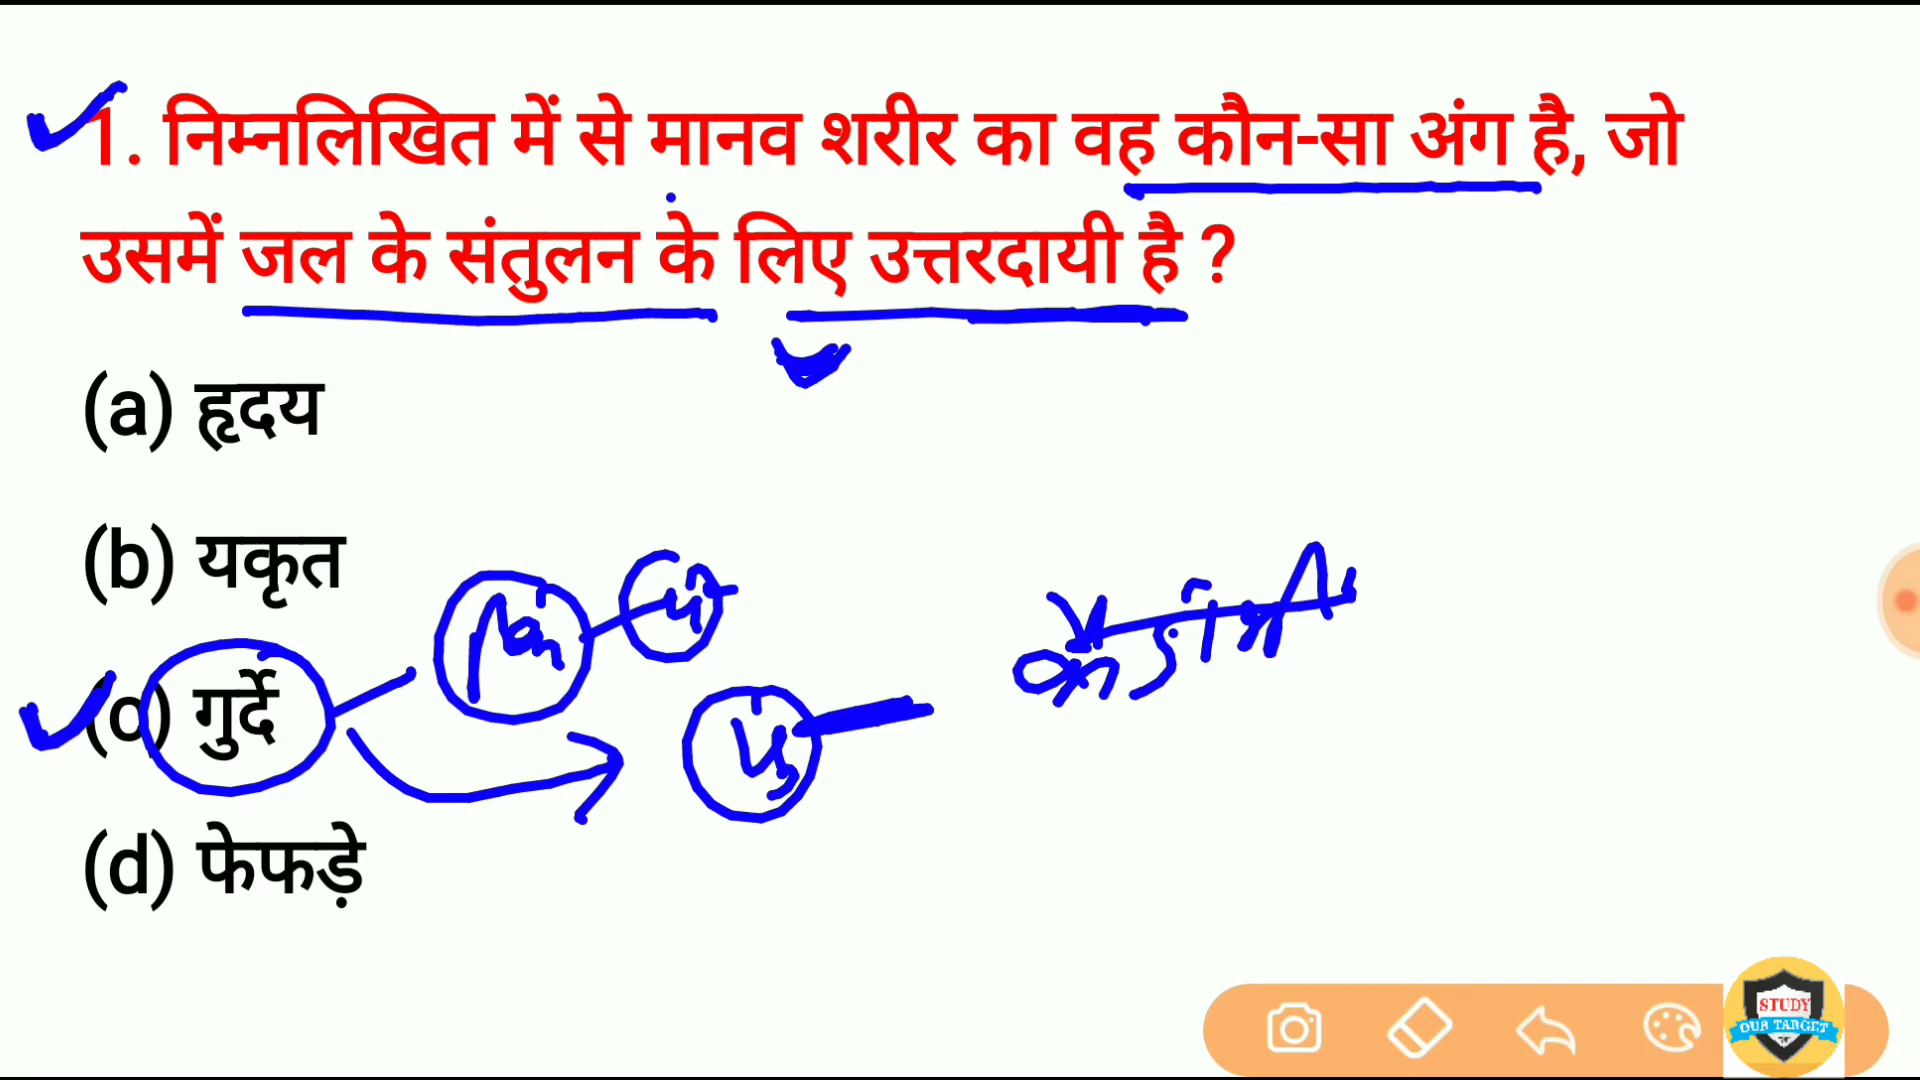 1. निम्नलिखित में से मानव शरीर का वह कौन-सा अंग है, जो
उसमें जल के संतुलन के लिए उत्तरदायी है ?
(a) हृदय
(b) यकृत
(c) गुर्दे
(d) फेफड़े
STUDY
OUR TARGET